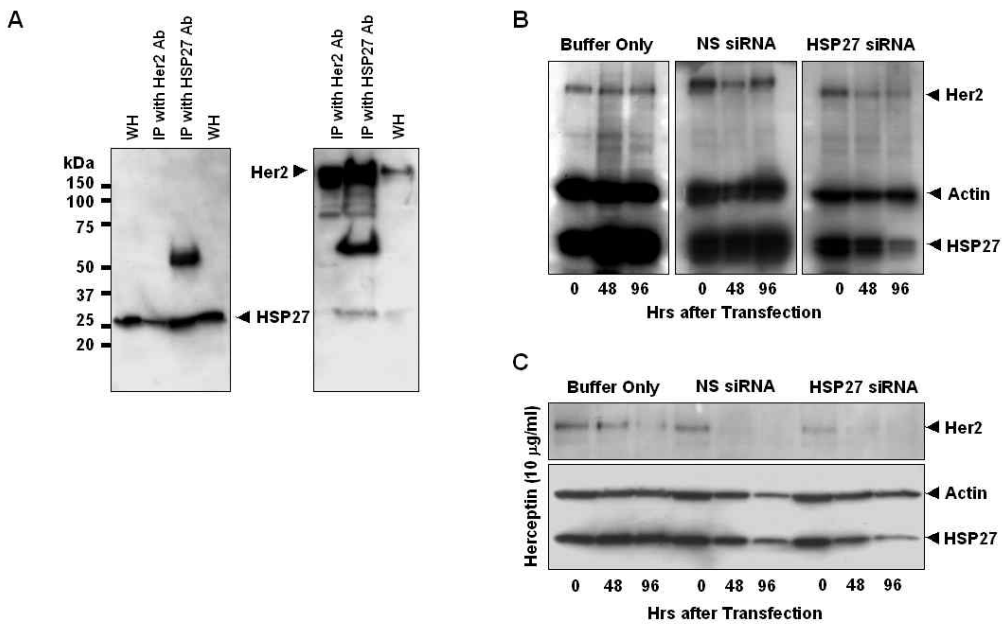 A
WH
IP with Her2 Ab
IP with HSP27 Ab
WH
IP with Her2 Ab
IP with HSP27 Ab
WH
kDa
150
100
75
50
37
25
20
Her2
HSP27
B
Buffer Only NS siRNA HSP27 siRNA
Her2
Actin
HSP27
0 48 96 0 48 96 0 48 96
Hrs after Transfection
C
Buffer Only NS siRNA HSP27 siRNA
Herceptin (10 µg/ml)
Her2
Actin
HSP27
0 48 96 0 48 96 0 48 96
Hrs after Transfection